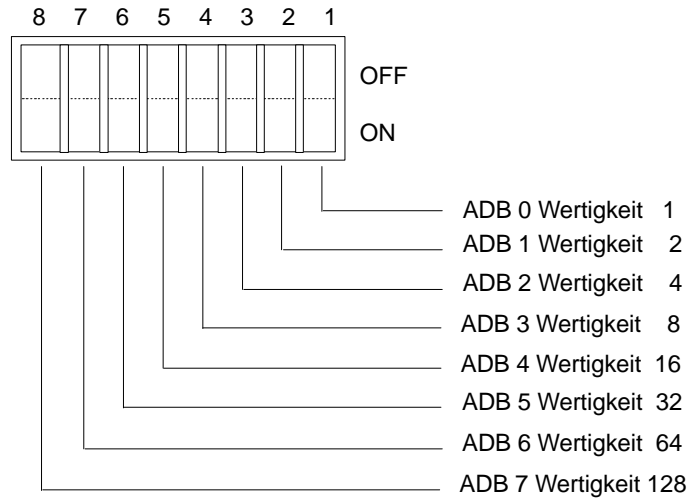 8 7 6 5 4 3 2 1
OFF
ON
ADB 0 Wertigkeit 1
ADB 1 Wertigkeit 2
ADB 2 Wertigkeit 4
ADB 3 Wertigkeit 8
ADB 4 Wertigkeit 16
ADB 5 Wertigkeit 32
ADB 6 Wertigkeit 64
ADB 7 Wertigkeit 128